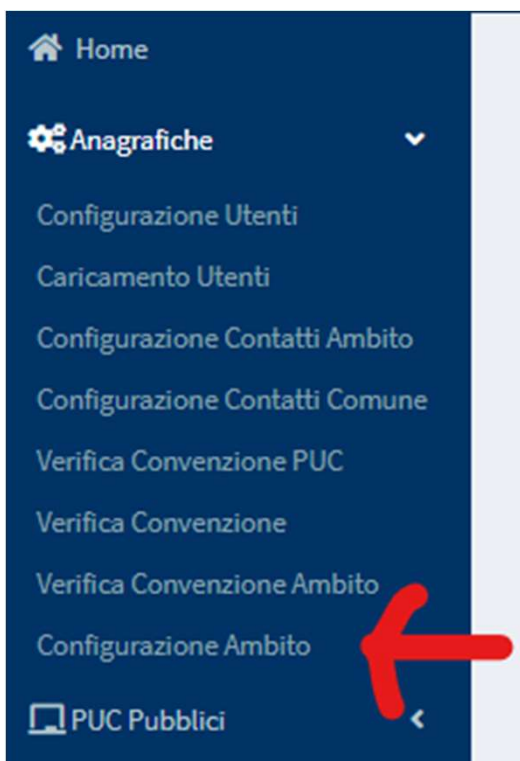 Home
Anagrafiche
Configurazione Utenti
Caricamento Utenti
Configurazione Contatti Ambito
Configurazione Contatti Comune
Verifica Convenzione PUC
Verifica Convenzione
Verifica Convenzione Ambito
Configurazione Ambito
PUC Pubblici